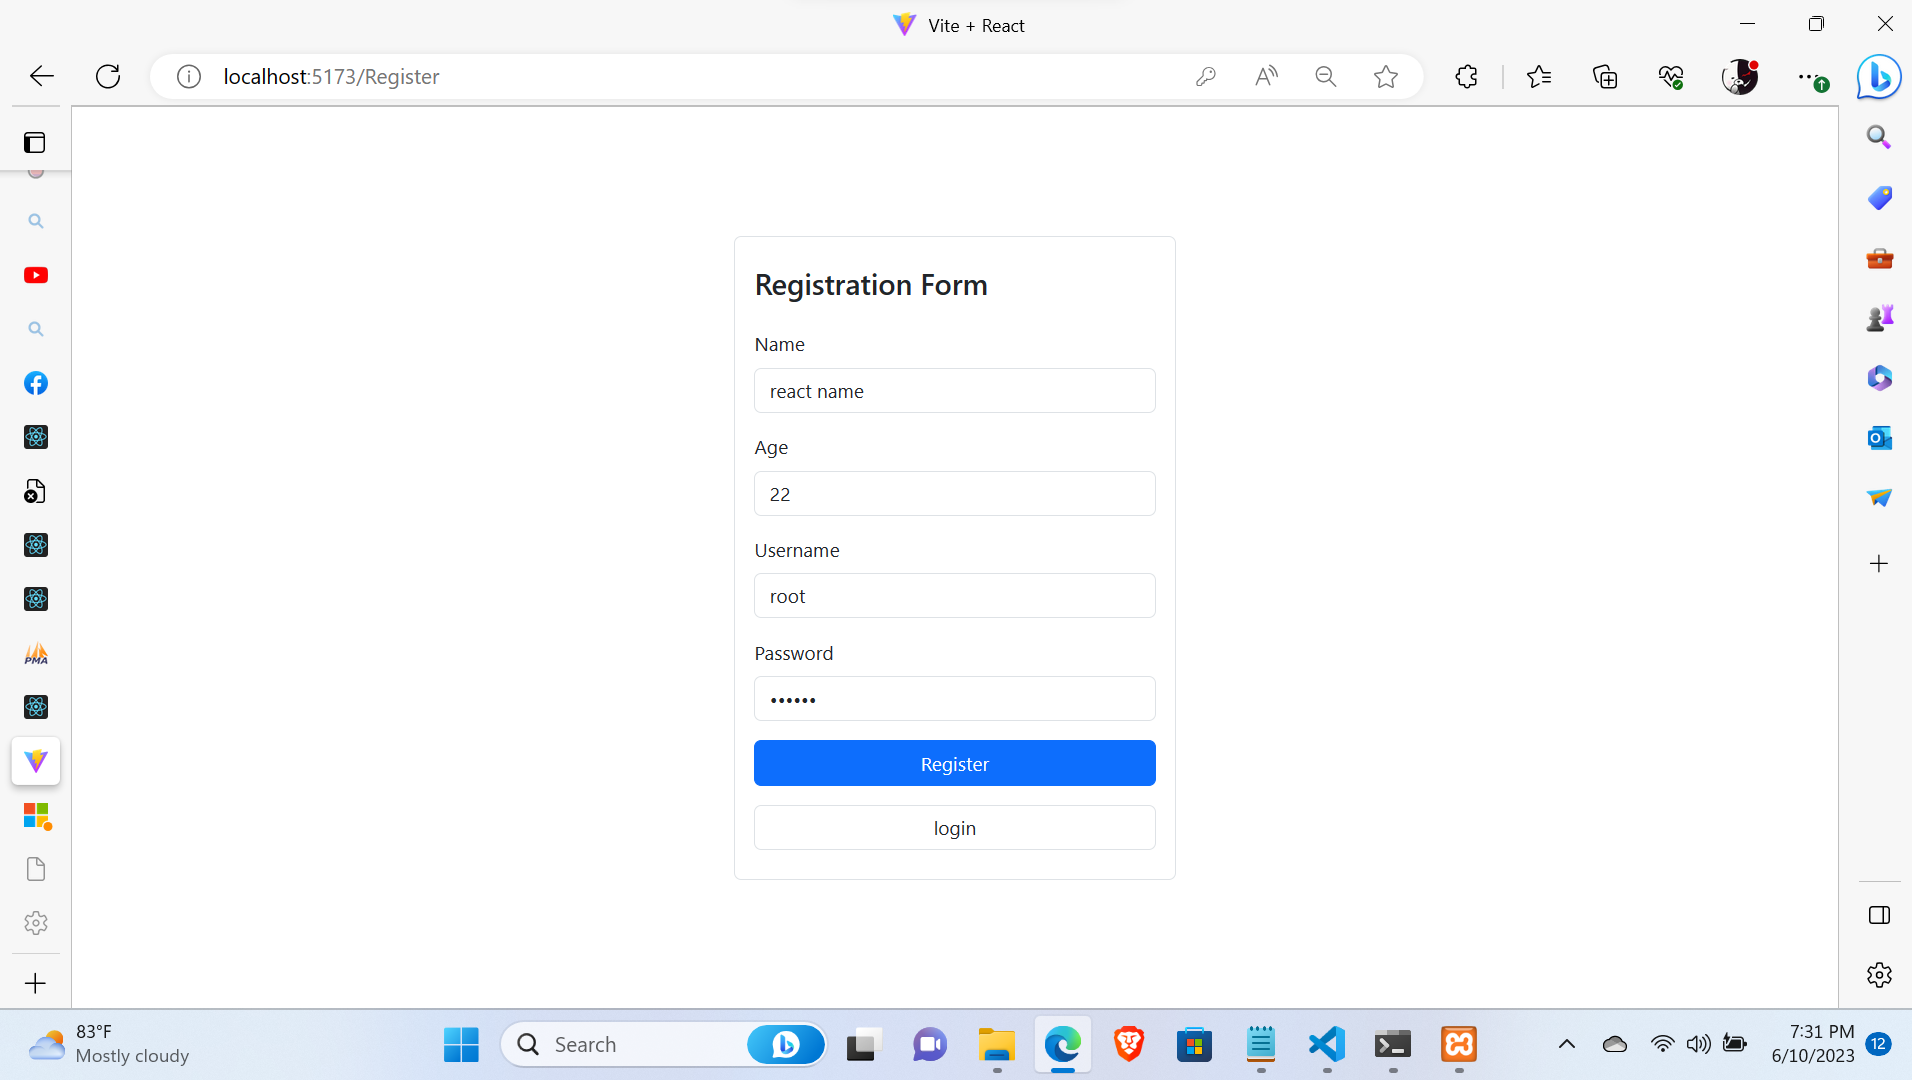 Vite + React
localhost:5173/Register
Registration Form
Name
react name
Age
22
Username
root
Password
••••••
Register
login
PMA
83°F
Mostly cloudy
Search
7:31 PM
6/10/2023
12